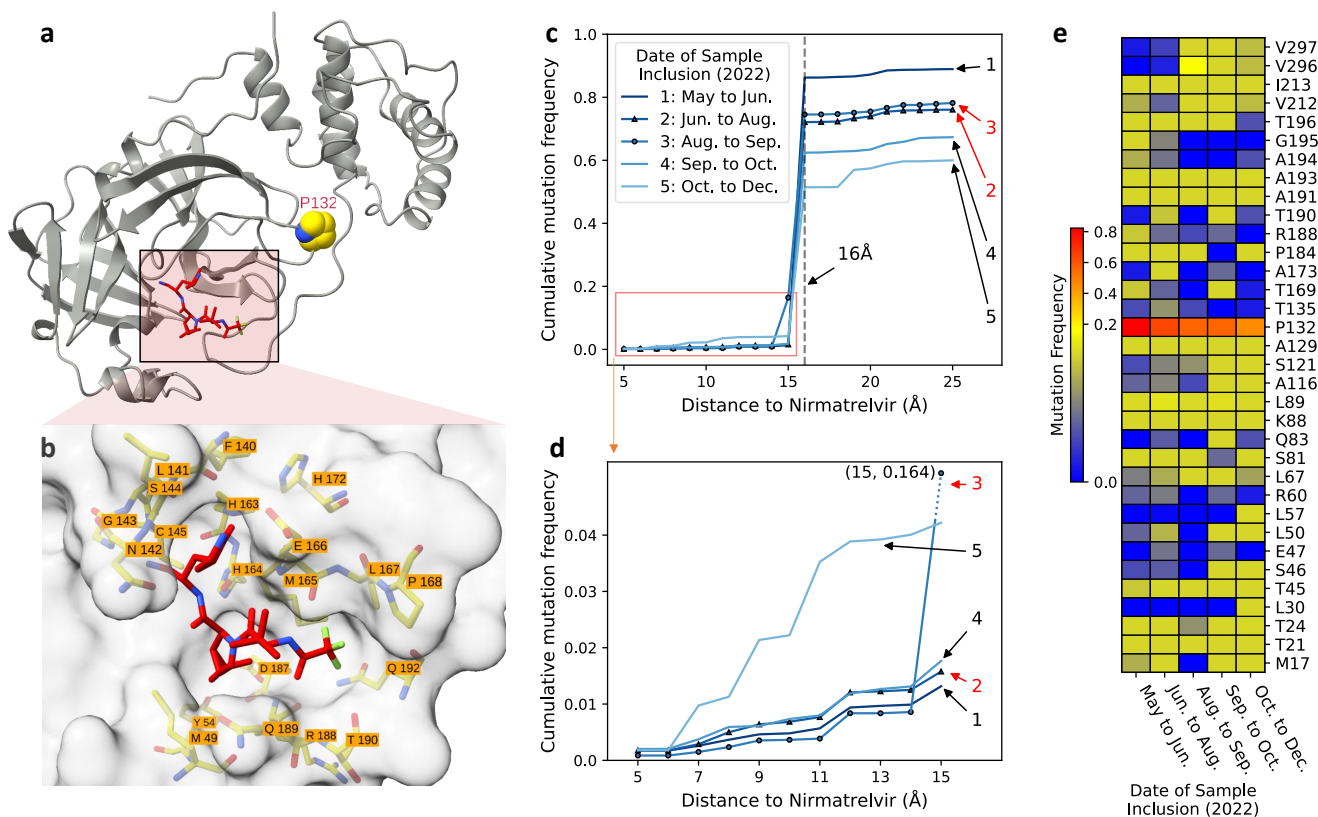 a
P132
b
F 140
L 141
S 144
H 172
G 143
H 163
C 145
N 142
E 166
H 164
M 165
L 167
P 168
D 187
Q 192
Y 54
M 49
Q 189
R 188
T 190
c
Cumulative mutation frequency
1.0
0.8
0.6
0.4
0.2
0.0
Date of Sample
Inclusion (2022)
1: May to Jun.
2: Jun. to Aug.
3: Aug. to Sep.
4: Sep. to Oct.
5: Oct. to Dec.
1
3
2
4
5
16Å
5
10
15
20
25
Distance to Nirmatrelvir (Å)
d
Cumulative mutation frequency
0.04
0.03
0.02
0.01
0.00
(15, 0.164)
3
5
4
2
1
5
7
9
11
13
15
Distance to Nirmatrelvir (Å)
e
Mutation Frequency
0.8
0.6
0.4
0.2
0.0
V297
V296
I213
V212
T196
G195
A194
A193
A191
T190
R188
P184
A173
T169
T135
P132
A129
S121
A116
L89
K88
Q83
S81
L67
R60
L57
L50
E47
S46
T45
L30
T24
T21
M17
May to Jun.
Jun. to Aug.
Aug. to Sep.
Sep. to Oct.
Oct. to Dec.
Date of Sample
Inclusion (2022)